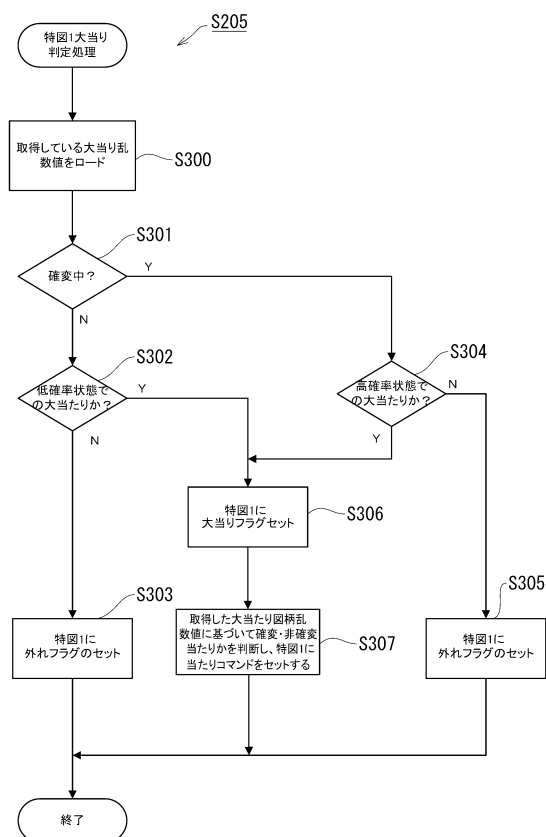 S205
特図1大当り
判定処理
取得している大当り乱
数値をロード
S300
S301
確変中？
Y
N
S302
低確率状態で
の大当たりか？
Y
N
S304
高確率状態で
の大当たりか？
N
Y
特図1に
大当りフラグセット
S306
S303
特図1に
外れフラグのセット
取得した大当たり図柄乱
数値に基づいて確変・非確変
当たりかを判断し、特図1に
当たりコマンドをセットする
S307
S305
特図1に
外れフラグのセット
終了